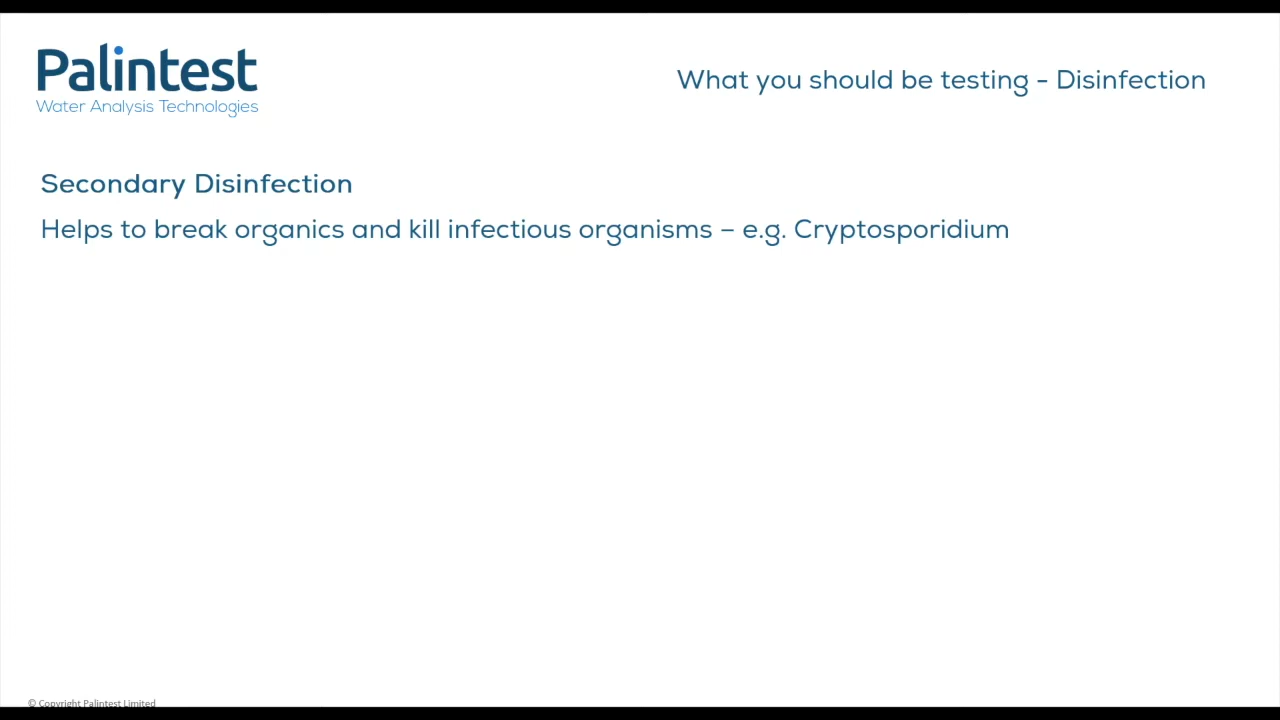 Palintest
Water Analysis Technologies
What you should be testing - Disinfection
Secondary Disinfection
Helps to break organics and kill infectious organisms – e.g. Cryptosporidium
© Copyright Palintest Limited